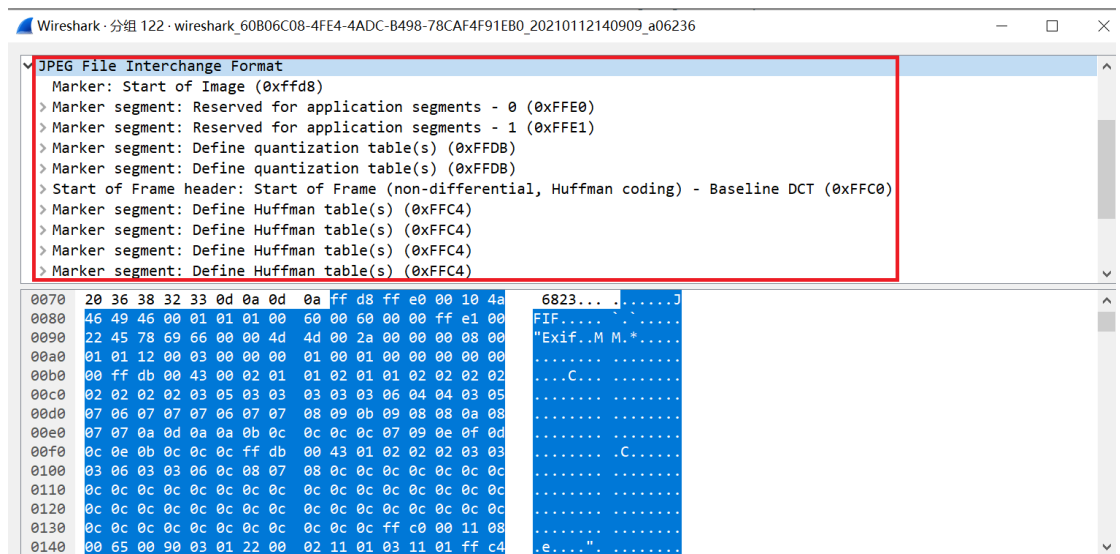 Wireshark · 分组 122 · wireshark_60B06C08-4FE4-4ADC-B498-78CAF4F91EB0_20210112140909_a06236
JPEG File Interchange Format
Marker: Start of Image (0xffd8)
Marker segment: Reserved for application segments - 0 (0xFFE0)
Marker segment: Reserved for application segments - 1 (0xFFE1)
Marker segment: Define quantization table(s) (0xFFDB)
Marker segment: Define quantization table(s) (0xFFDB)
Start of Frame header: Start of Frame (non-differential, Huffman coding) - Baseline DCT (0xFFC0)
Marker segment: Define Huffman table(s) (0xFFC4)
Marker segment: Define Huffman table(s) (0xFFC4)
Marker segment: Define Huffman table(s) (0xFFC4)
Marker segment: Define Huffman table(s) (0xFFC4)
0070 20 36 38 32 33 0d 0a 0d 0a ff d8 ff e0 00 10 4a 6823... .......J
0080 46 49 46 00 01 01 01 00 60 00 60 00 00 ff e1 00 FIF..... `.`.....
0090 22 45 78 69 66 00 00 4d 4d 00 2a 00 00 00 08 00 "Exif..M M.*.....
00a0 01 01 12 00 03 00 00 00 01 00 01 00 00 00 00 00 ........ ........
00b0 00 ff db 00 43 00 02 01 01 02 01 01 02 02 02 02 ....C... ........
00c0 02 02 02 02 03 05 03 03 03 03 03 06 04 04 03 05 ........ ........
00d0 07 06 07 07 07 06 07 07 08 09 0b 09 08 08 0a 08 ........ ........
00e0 07 07 0a 0d 0a 0a 0b 0c 0c 0c 0c 07 09 0e 0f 0d ........ ........
00f0 0c 0e 0b 0c 0c 0c ff db 00 43 01 02 02 02 03 03 ........ .C......
0100 03 06 03 03 06 0c 08 07 08 0c 0c 0c 0c 0c 0c 0c ........ ........
0110 0c 0c 0c 0c 0c 0c 0c 0c 0c 0c 0c 0c 0c 0c 0c 0c ........ ........
0120 0c 0c 0c 0c 0c 0c 0c 0c 0c 0c 0c 0c 0c 0c 0c 0c ........ ........
0130 0c 0c 0c 0c 0c 0c 0c 0c 0c 0c 0c ff c0 00 11 08 ........ ........
0140 00 65 00 90 03 01 22 00 02 11 01 03 11 01 ff c4 .e....". ........